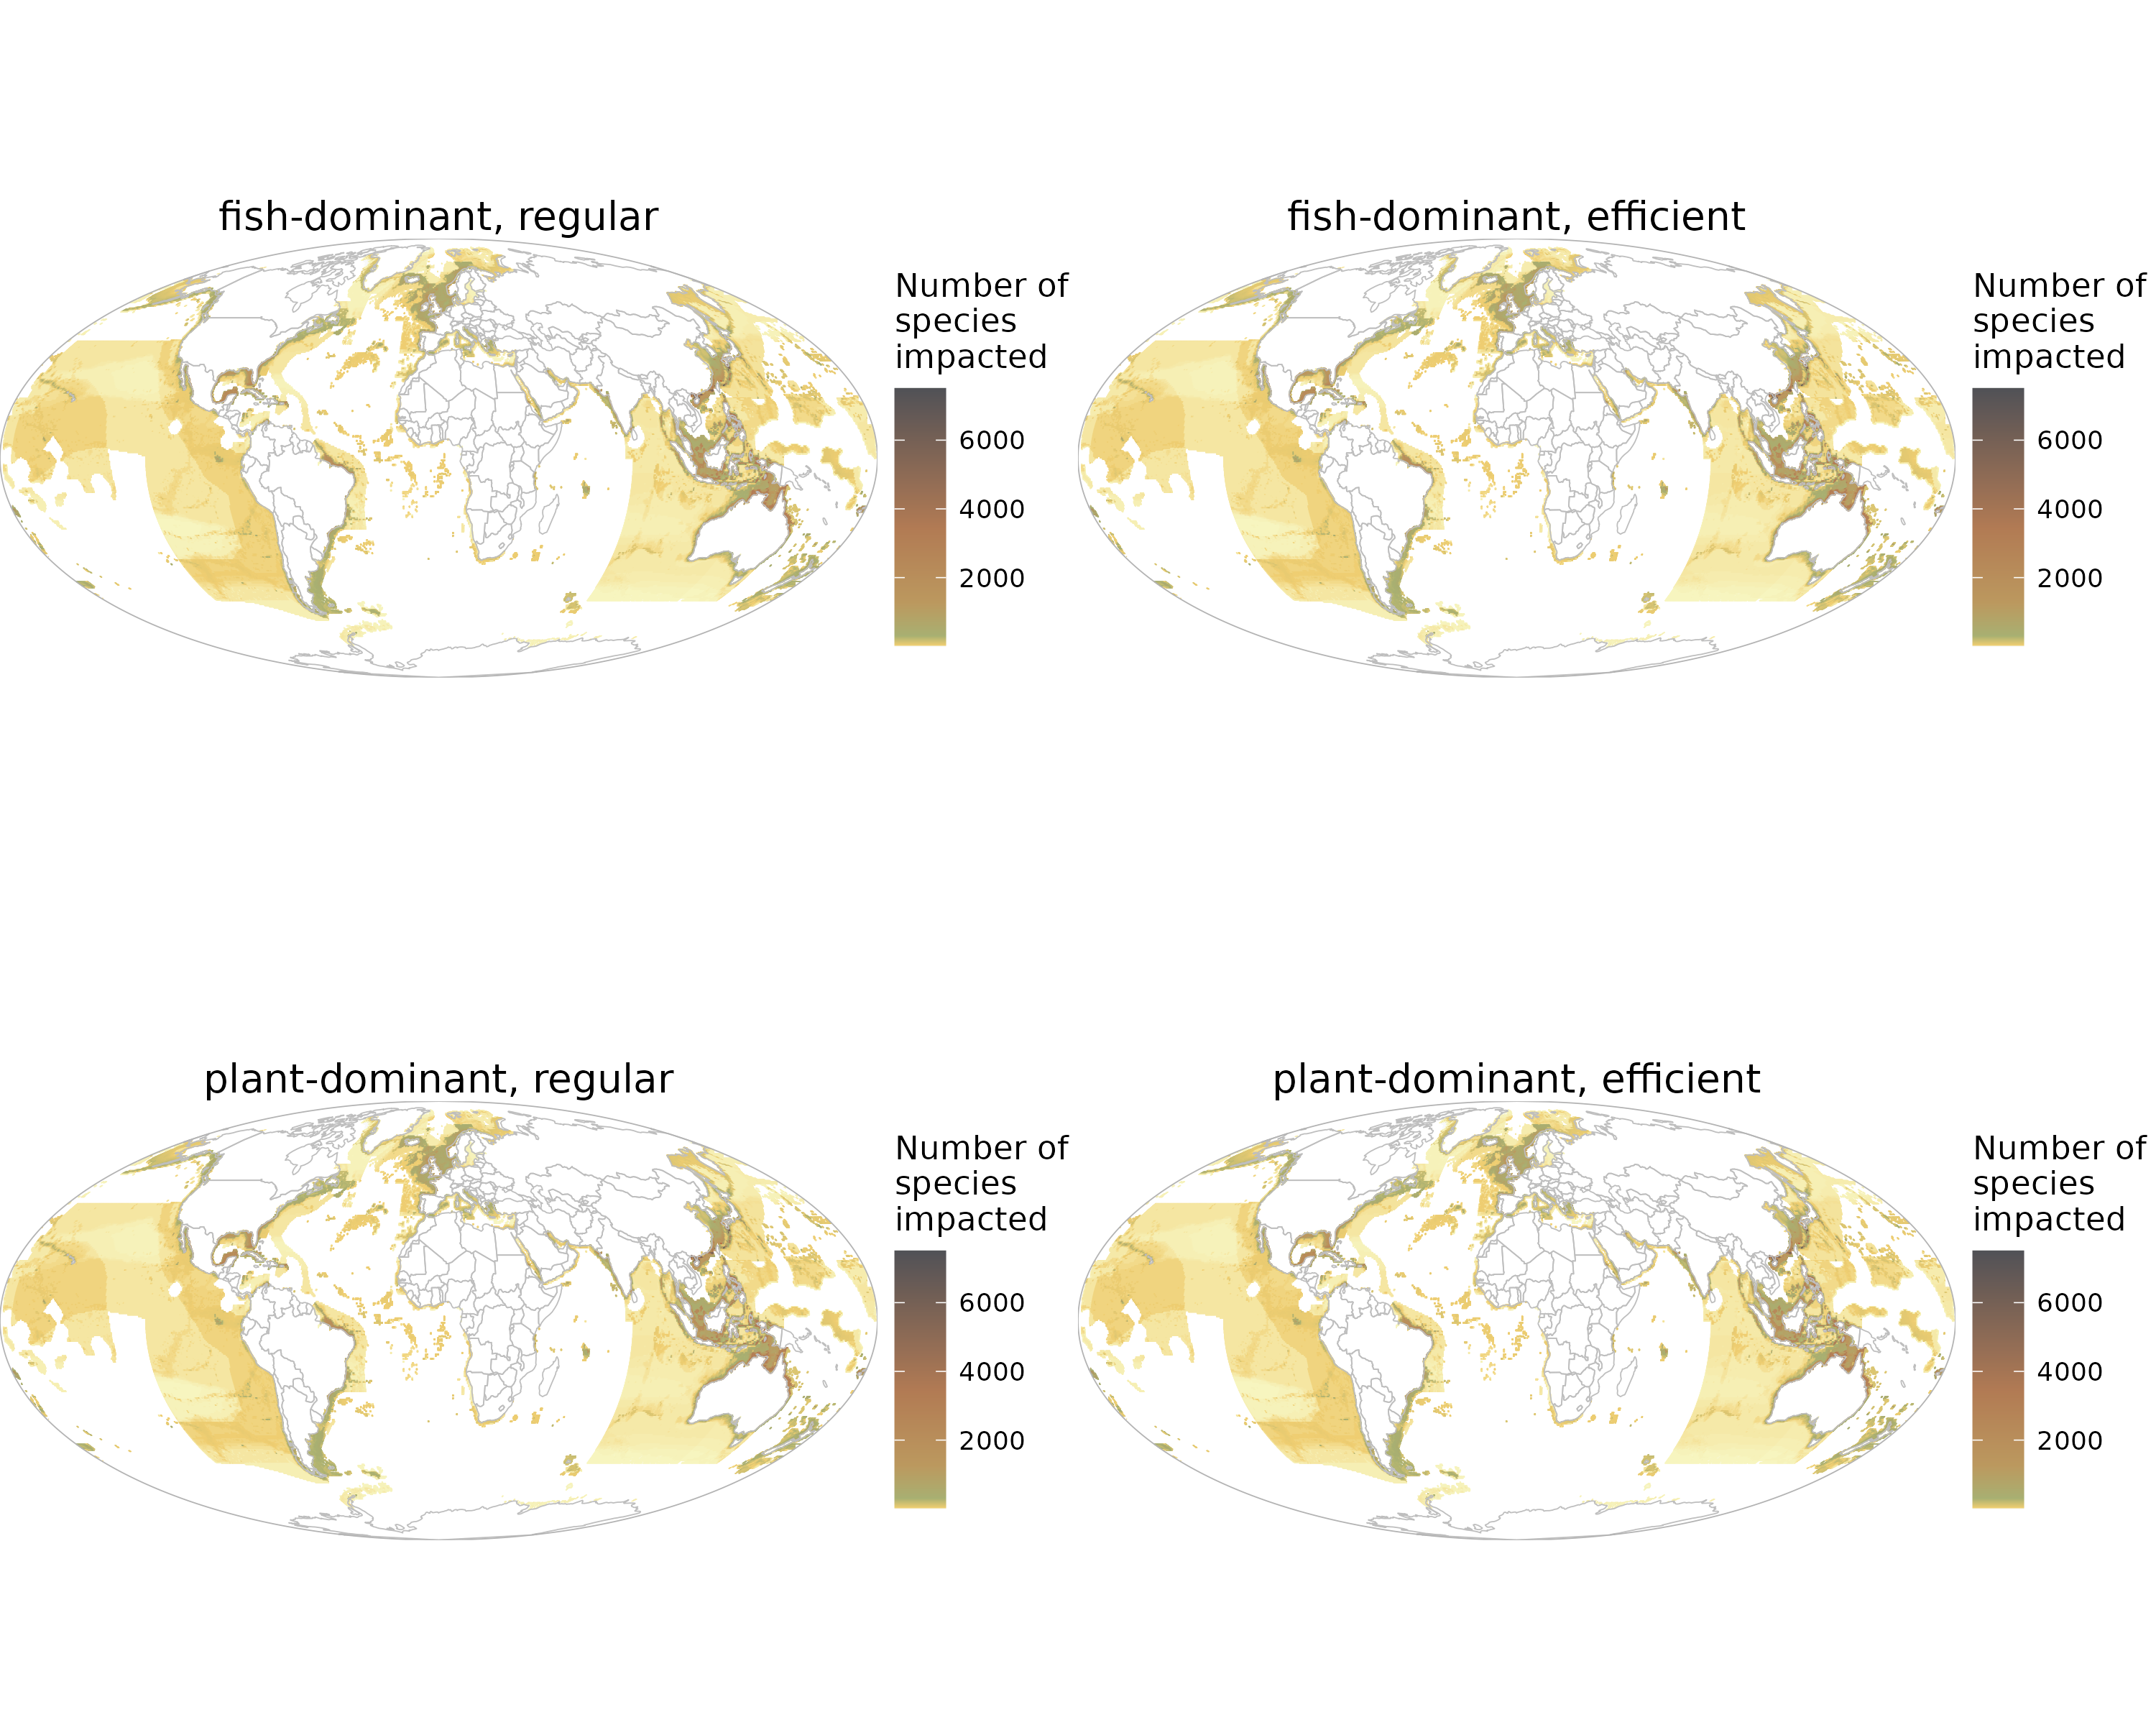 fish-dominant, regular
Number of
species
impacted
6000
4000
2000
fish-dominant, efficient
Number of
species
impacted
6000
4000
2000
plant-dominant, regular
Number of
species
impacted
6000
4000
2000
plant-dominant, efficient
Number of
species
impacted
6000
4000
2000